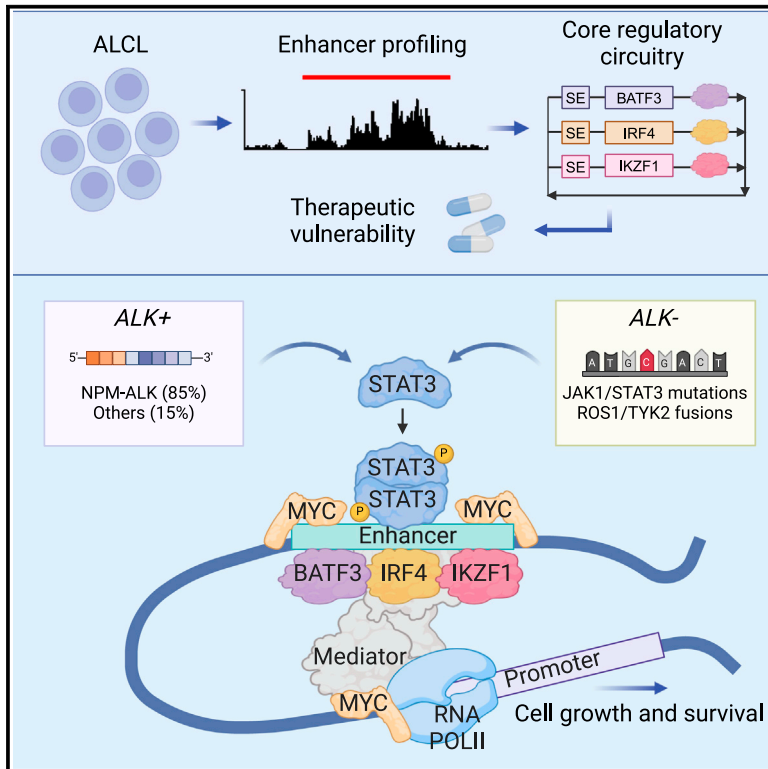 ALCL
Enhancer profiling
Core regulatory
circuitry
SE
BATF3
SE
IRF4
SE
IKZF1
Therapeutic
vulnerability
ALK+
5'
3'
NPM-ALK (85%)
Others (15%)
ALK-
A T G C G A C T
JAK1/STAT3 mutations
ROS1/TYK2 fusions
STAT3
STAT3
P
STAT3
P
MYC
MYC
Enhancer
BATF3
IRF4
IKZF1
Mediator
MYC
RNA
POLII
Promoter
Cell growth and survival